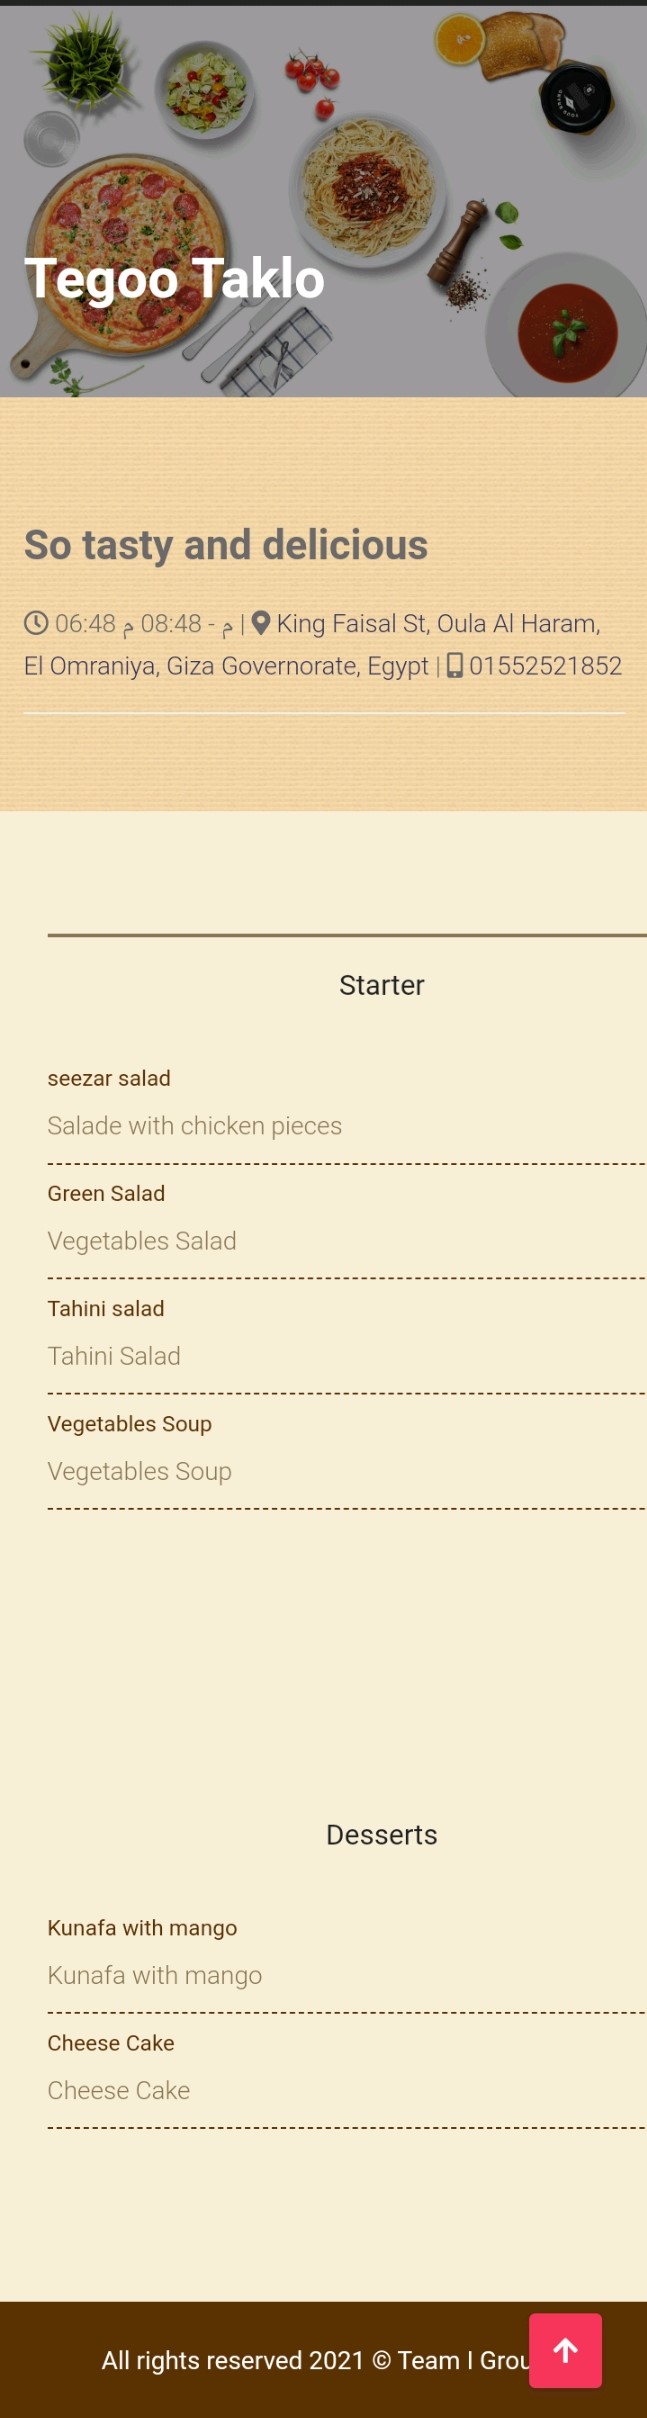 Tegoo Taklo
So tasty and delicious
06:48 م - 08:48 م | King Faisal St, Oula Al Haram,
El Omraniya, Giza Governorate, Egypt | 01552521852
Starter
seezar salad
Salade with chicken pieces
Green Salad
Vegetables Salad
Tahini salad
Tahini Salad
Vegetables Soup
Vegetables Soup
Desserts
Kunafa with mango
Kunafa with mango
Cheese Cake
Cheese Cake
All rights reserved 2021 © Team I